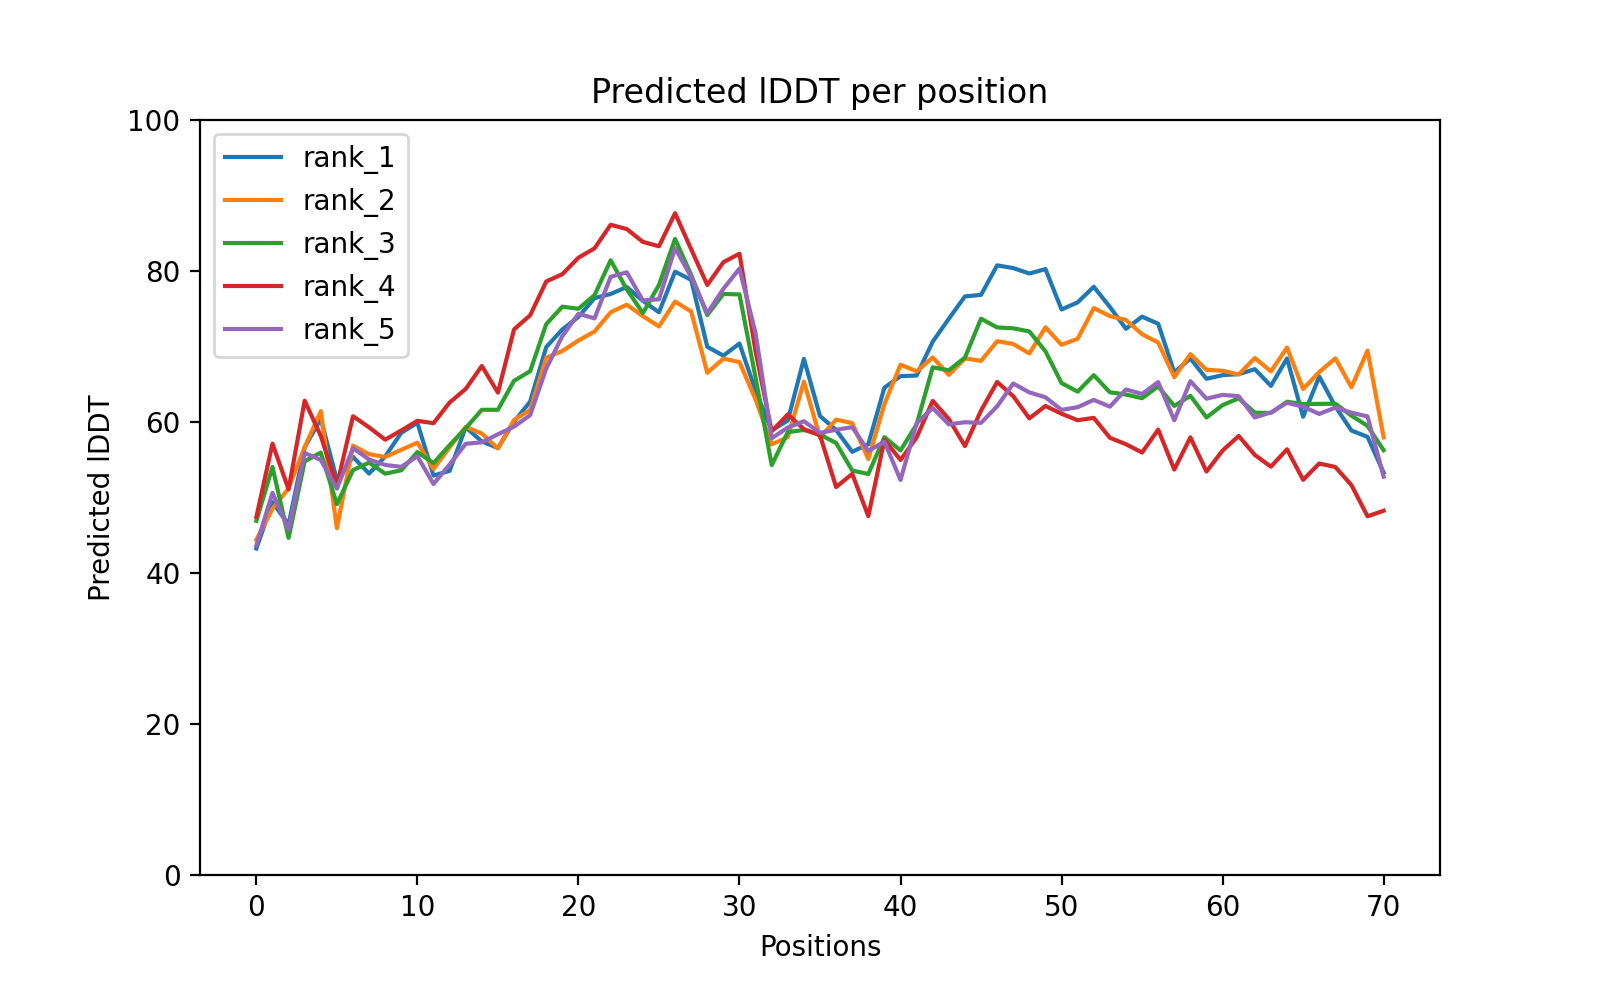 Predicted lDDT per position
100
80
60
40
20
0
Predicted lDDT
rank_1
rank_2
rank_3
rank_4
rank_5
0 10 20 30 40 50 60 70
Positions